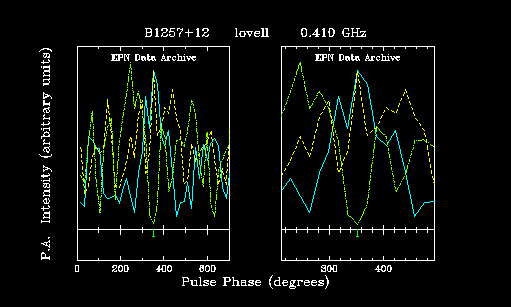 B1257+12 lovell 0.410 GHz
EPN Data Archive EPN Data Archive
P.A. Intensity (arbitrary units)
0 200 400 600 300 400
Pulse Phase (degrees)